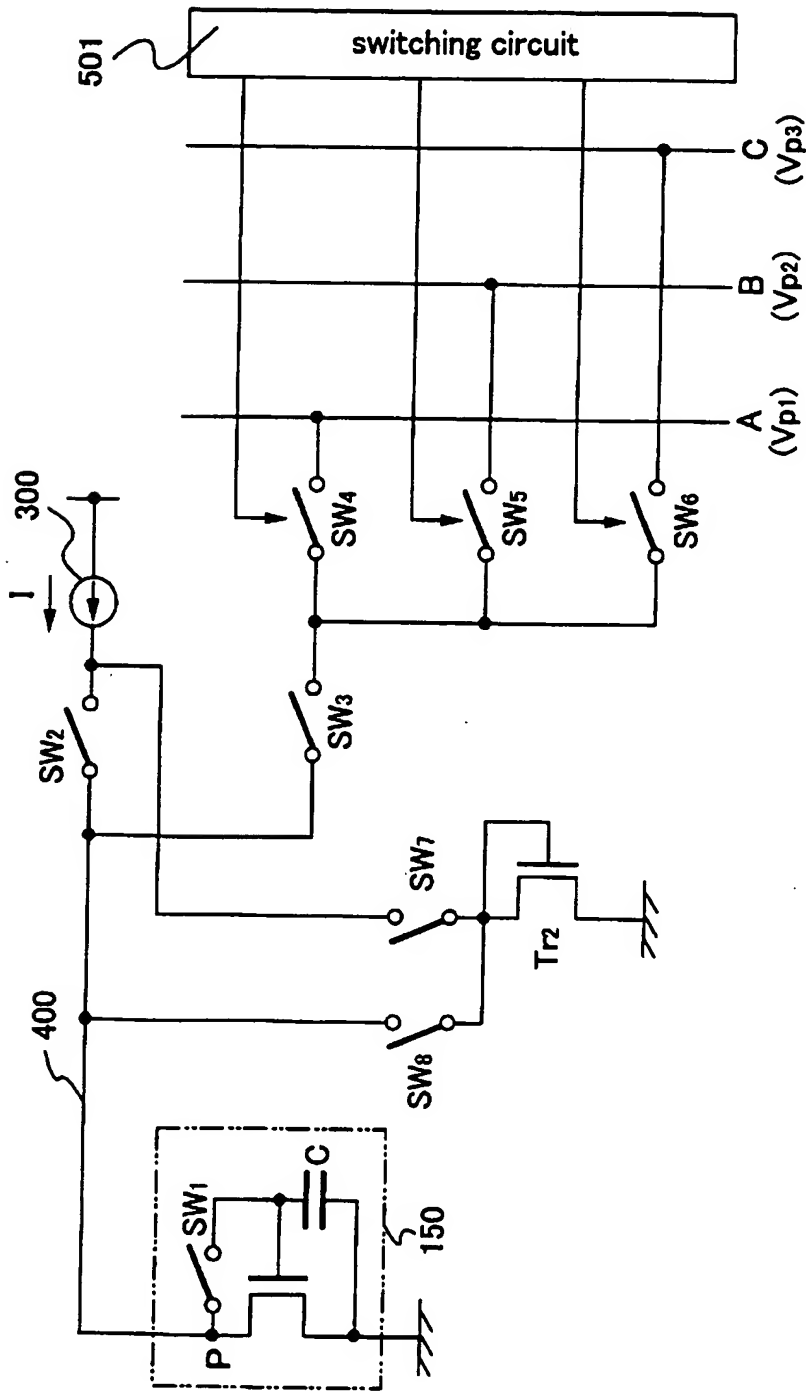 501
switching circuit
300
I
SW2
SW3
SW4
SW5
SW6
A
(Vp1)
B
(Vp2)
C
(Vp3)
400
SW7
SW8
Tr2
SW1
C
P
150